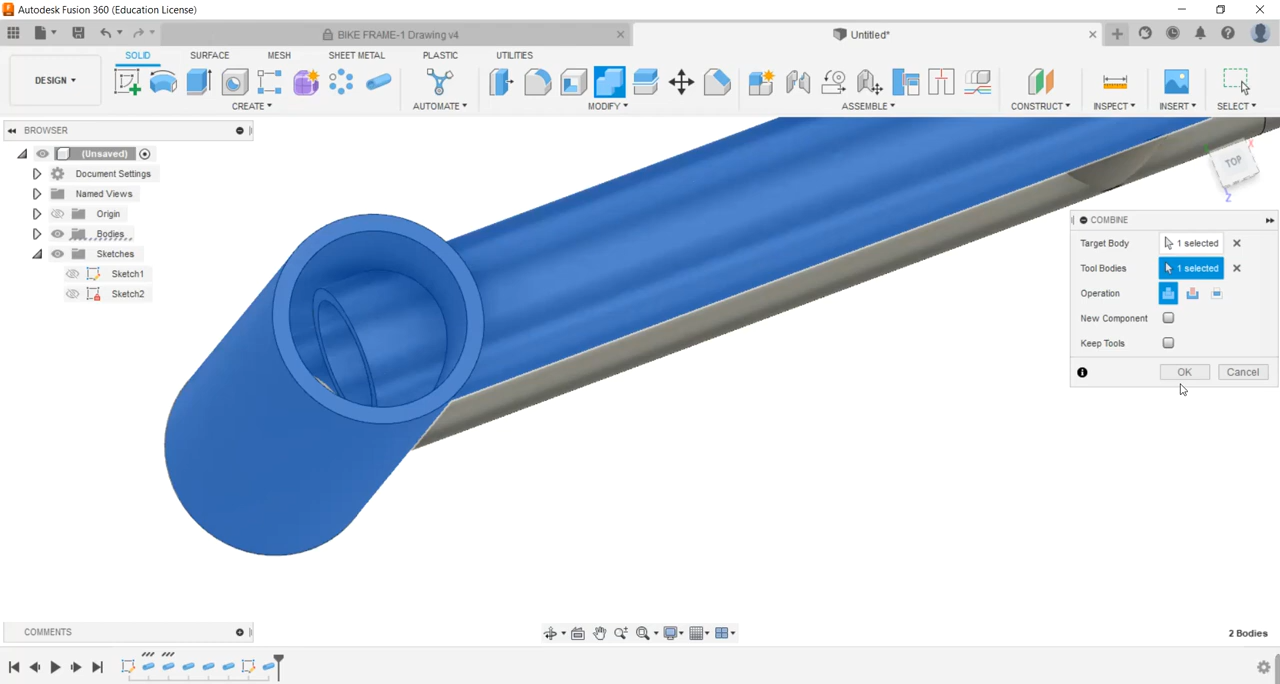 Autodesk Fusion 360 (Education License)
BIKE FRAME-1 Drawing v4
Untitled*
SOLID SURFACE MESH SHEET METAL PLASTIC UTILITIES
DESIGN
CREATE AUTOMATE MODIFY ASSEMBLE CONSTRUCT INSPECT INSERT SELECT
BROWSER
(Unsaved)
Document Settings
Named Views
Origin
Bodies
Sketches
Sketch1
Sketch2
TOP
X
Z
COMBINE
Target Body 1 selected
Tool Bodies 1 selected
Operation
New Component
Keep Tools
OK Cancel
COMMENTS
2 Bodies